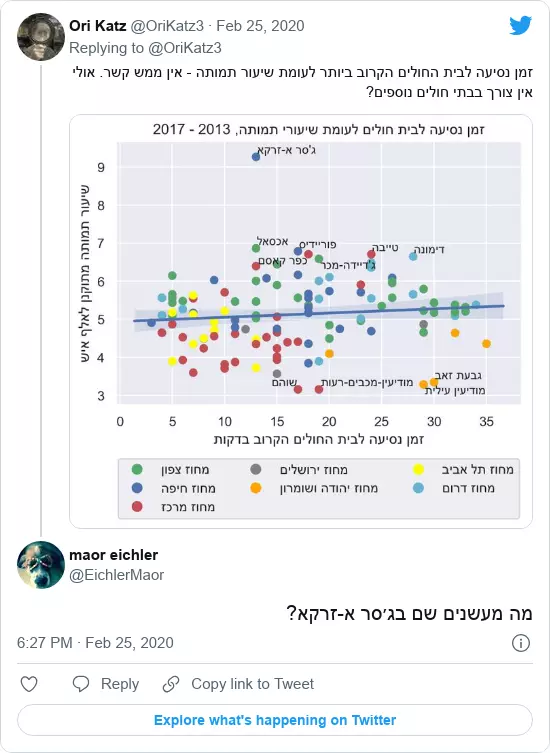 Ori Katz @OriKatz3 · Feb 25, 2020
Replying to @OriKatz3
זמן נסיעה לבית החולים הקרוב ביותר לעומת שיעור תמותה - אין ממש קשר. אולי
אין צורך בבתי חולים נוספים?
זמן נסיעה לבית חולים לעומת שיעורי תמותה, 2013 - 2017
שיעור תמותה מתוקנן לאלף איש
9
8
7
6
5
4
3
ג'סר א-זרקא
אכסאל
פוריידיס
טייבה
דימונה
כפר קאסם
ג'דיידה-מכר
שוהם
מודיעין-מכבים-רעות
גבעת זאב
מודיעין עילית
0 5 10 15 20 25 30 35
זמן נסיעה לבית החולים הקרוב בדקות
מחוז צפון
מחוז ירושלים
מחוז תל אביב
מחוז חיפה
מחוז יהודה ושומרון
מחוז דרום
מחוז מרכז
maor eichler
@EichlerMaor
מה מעשנים שם בג׳סר א-זרקא?
6:27 PM · Feb 25, 2020
Reply
Copy link to Tweet
Explore what's happening on Twitter